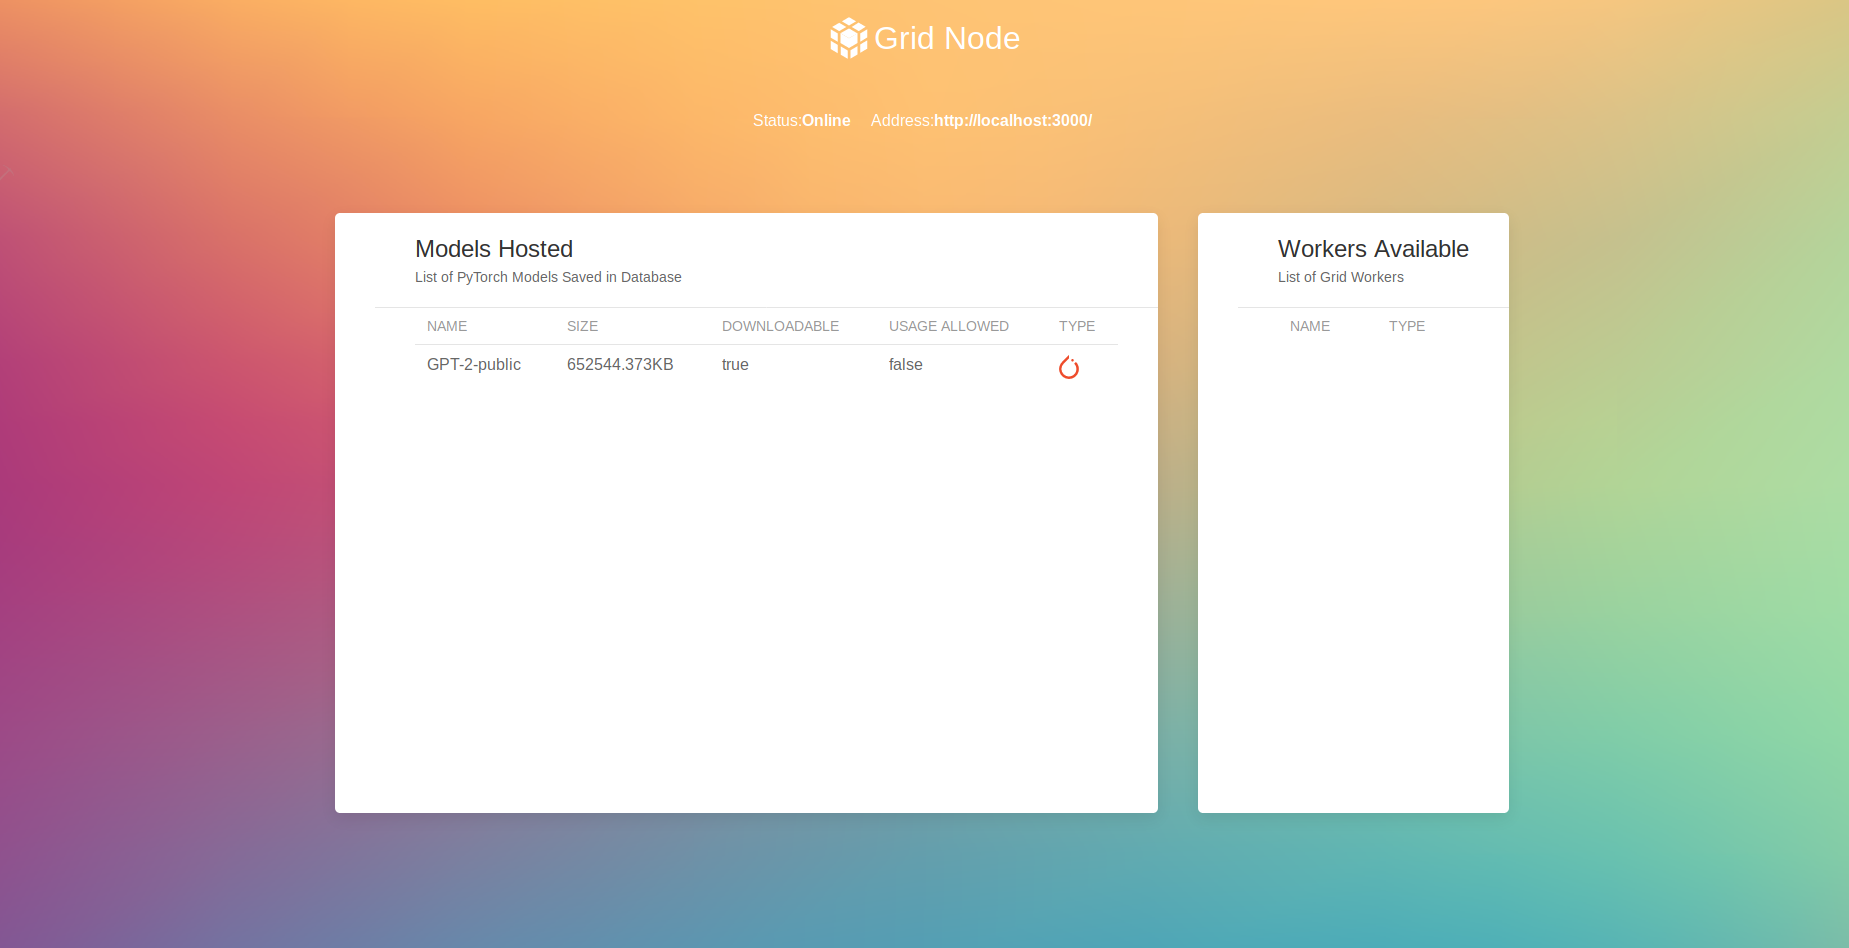 Grid Node
Status:Online Address:http://localhost:3000/
Models Hosted
List of PyTorch Models Saved in Database
NAME SIZE DOWNLOADABLE USAGE ALLOWED TYPE
GPT-2-public 652544.373KB true false
Workers Available
List of Grid Workers
NAME TYPE